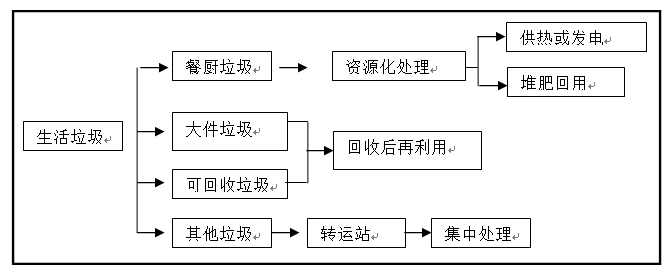 供热或发电
餐厨垃圾
资源化处理
堆肥回用
大件垃圾
生活垃圾
回收后再利用
可回收垃圾
其他垃圾
转运站
集中处理